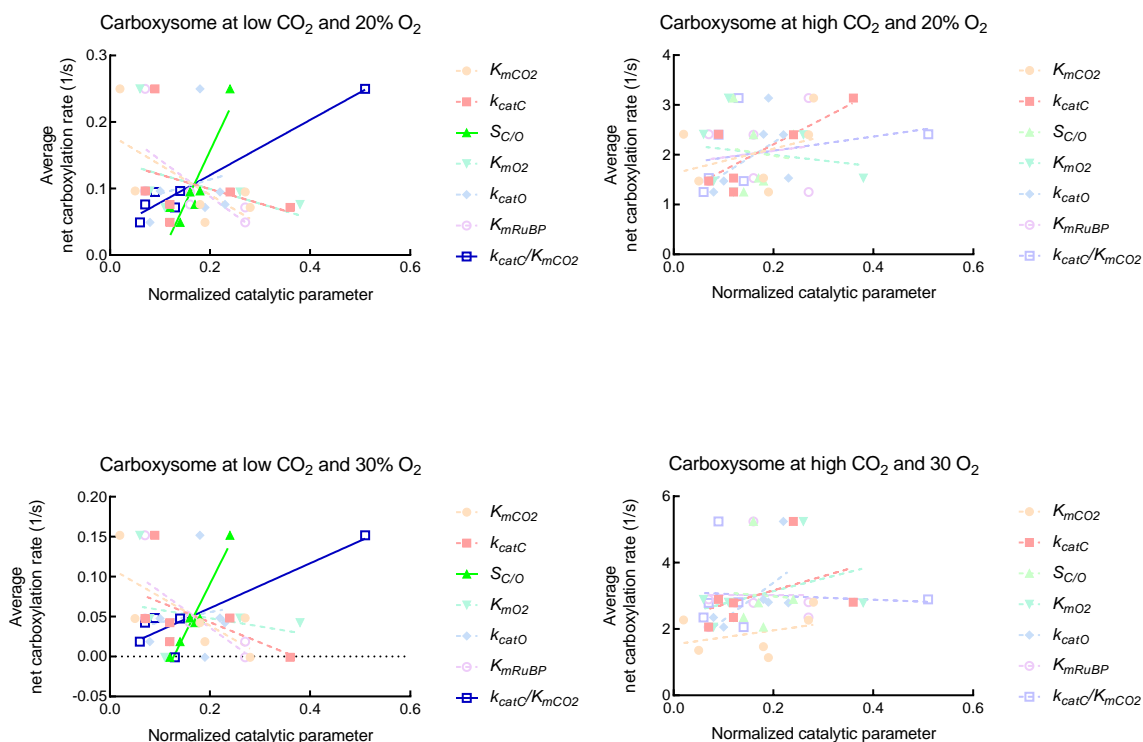 Carboxysome at low CO2 and 20% O2
Average
net carboxylation rate (1/s)
0.3
0.2
0.1
0.0
0.0 0.2 0.4 0.6
Normalized catalytic parameter
KmCO2
kcatC
SC/O
KmO2
kcatO
KmRuBP
kcatC/KmCO2
Carboxysome at high CO2 and 20% O2
Average
net carboxylation rate (1/s)
4
3
2
1
0
0.0 0.2 0.4 0.6
Normalized catalytic parameter
KmCO2
kcatC
SC/O
KmO2
kcatO
KmRuBP
kcatC/KmCO2
Carboxysome at low CO2 and 30% O2
Average
net carboxylation rate (1/s)
0.20
0.15
0.10
0.05
0.00
-0.05
0.0 0.2 0.4 0.6
Normalized catalytic parameter
KmCO2
kcatC
SC/O
KmO2
kcatO
KmRuBP
kcatC/KmCO2
Carboxysome at high CO2 and 30 O2
Average
net carboxylation rate (1/s)
6
4
2
0
0.0 0.2 0.4 0.6
Normalized catalytic parameter
KmCO2
kcatC
SC/O
KmO2
kcatO
KmRuBP
kcatC/KmCO2